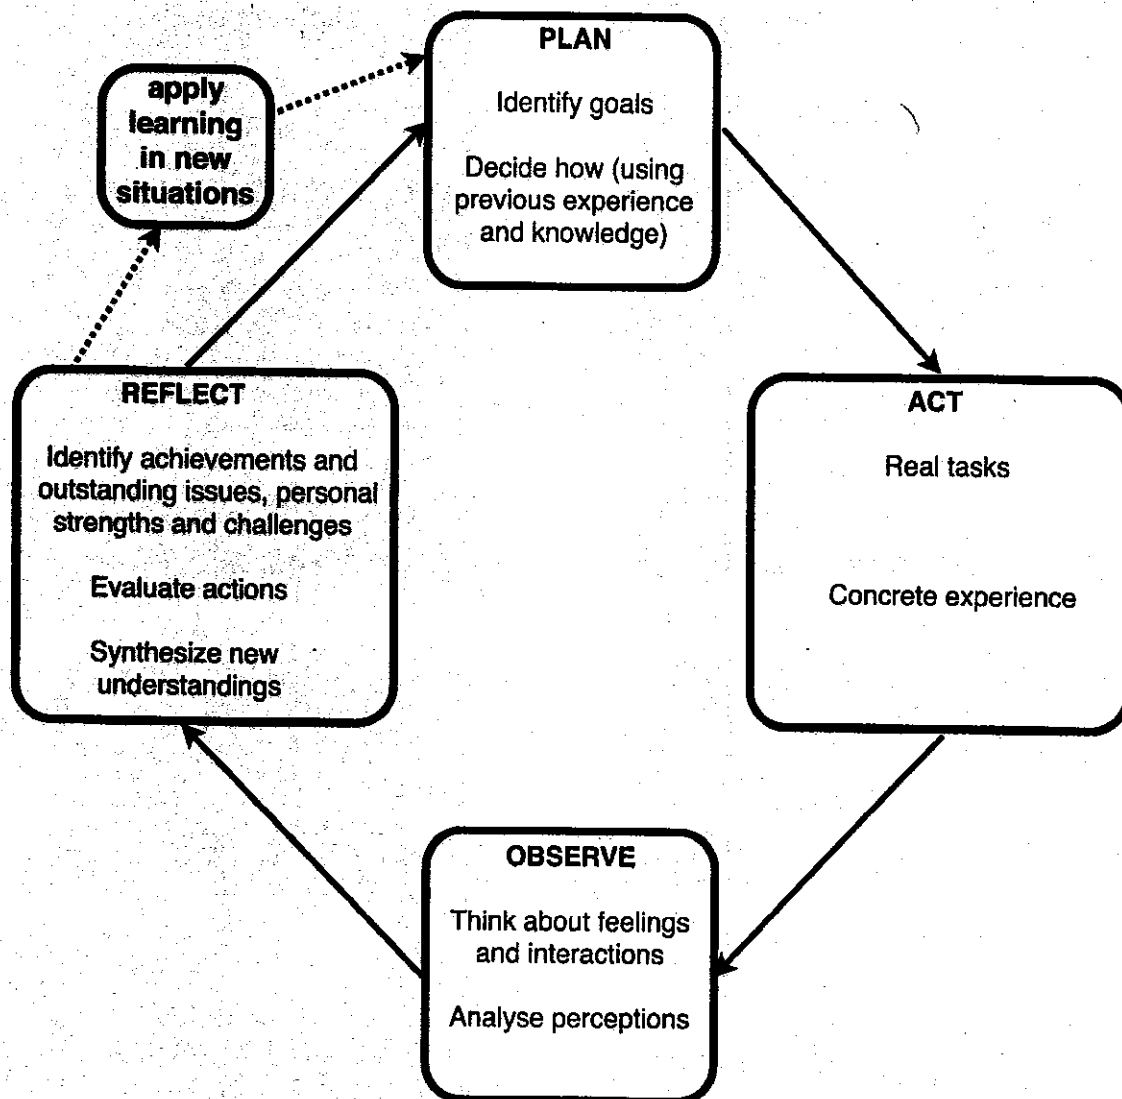 PLAN
Identify goals
Decide how (using
previous experience
and knowledge)
apply
learning
in new
situations
REFLECT
Identify achievements and
outstanding issues, personal
strengths and challenges
Evaluate actions
Synthesize new
understandings
ACT
Real tasks
Concrete experience
OBSERVE
Think about feelings
and interactions
Analyse perceptions